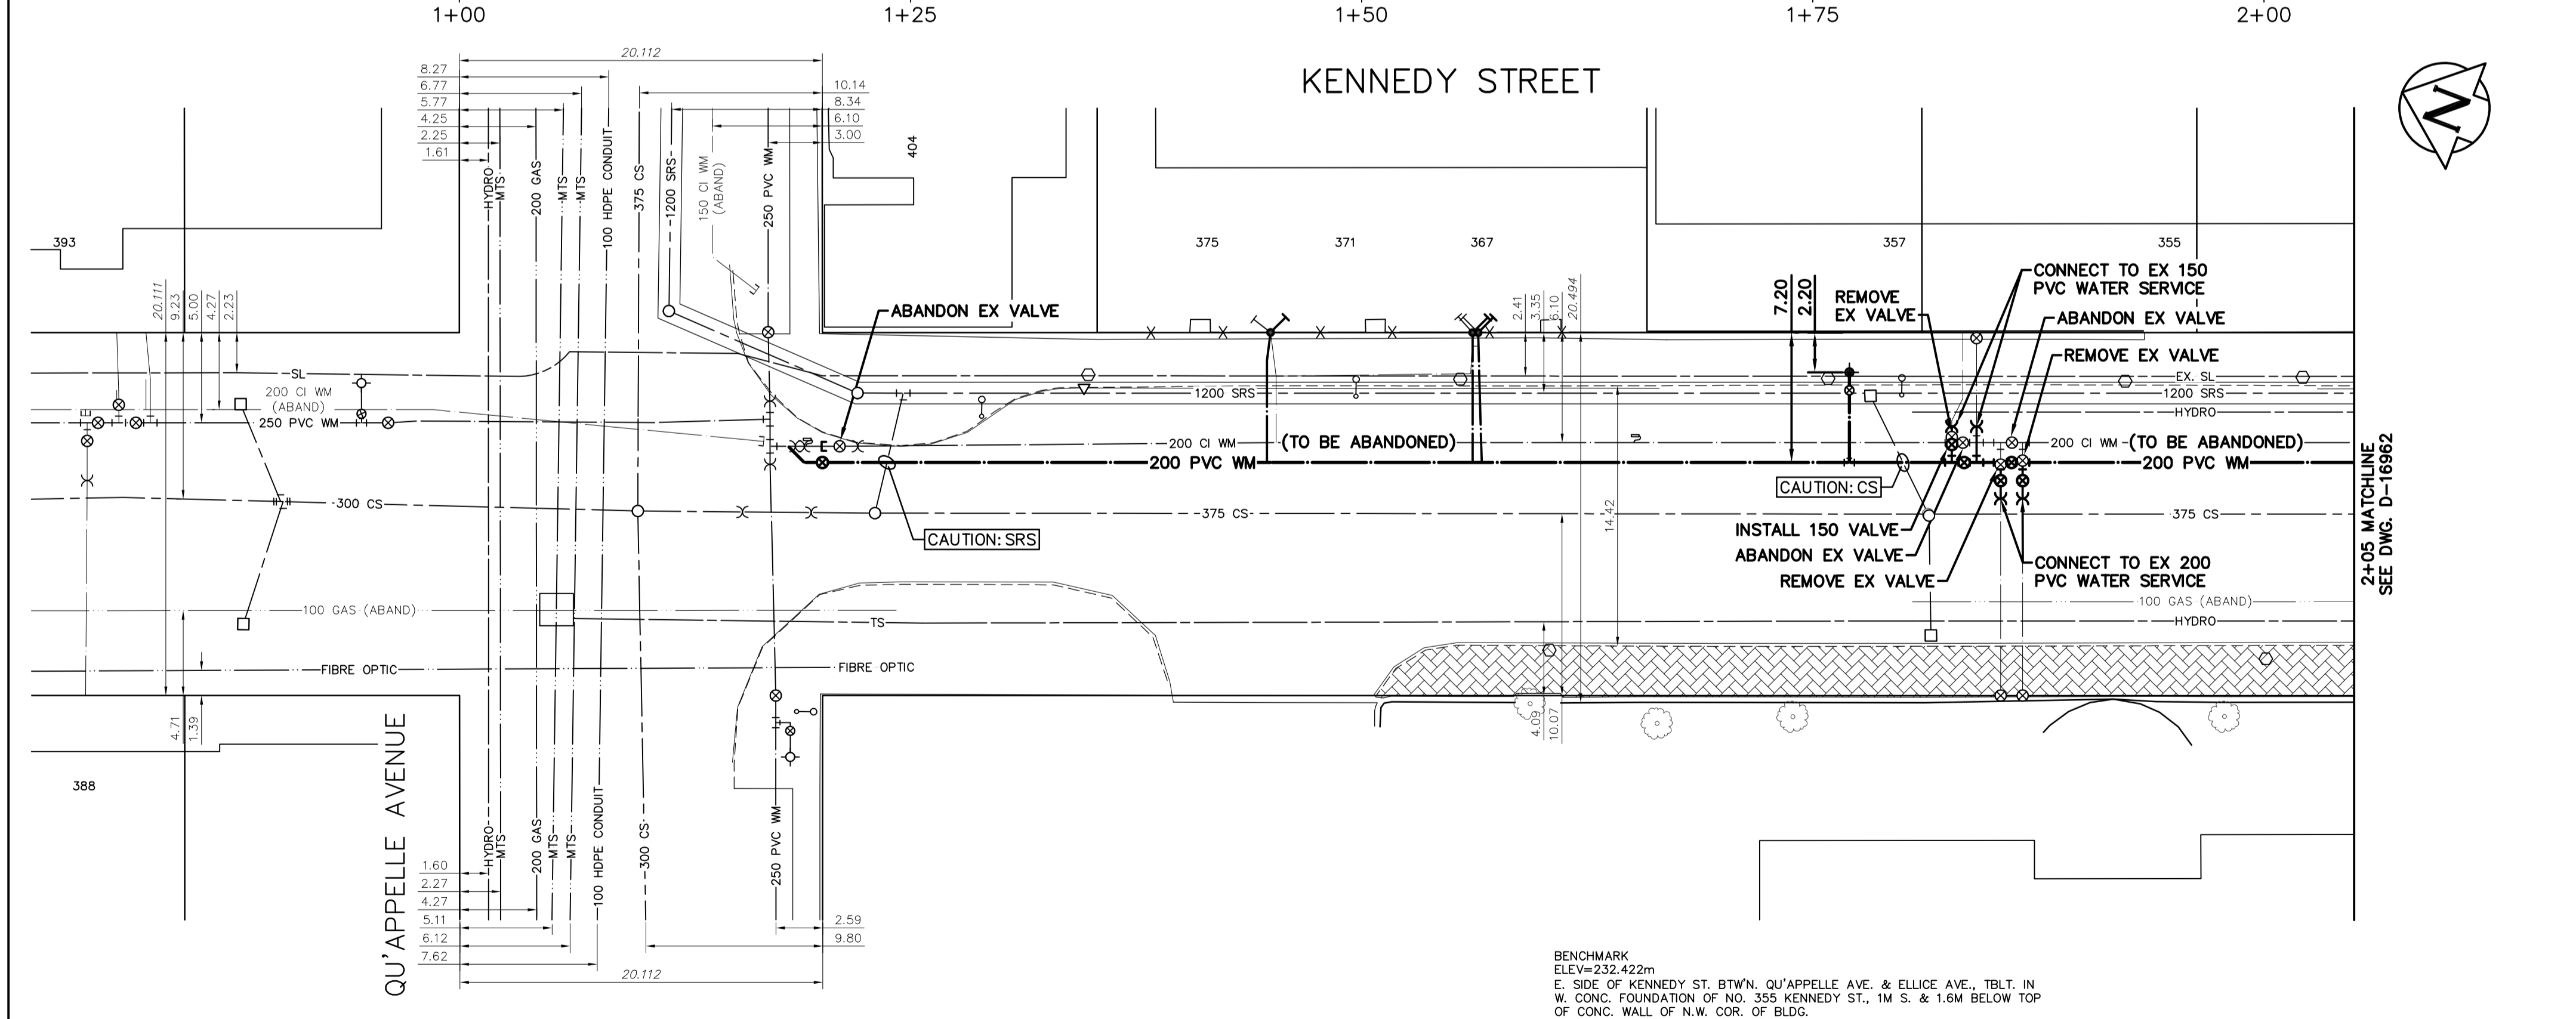 1+00
1+25
1+50
1+75
2+00
20.112
KENNEDY STREET
N
8.27
6.77
5.77
4.25
2.25
1.61
10.14
8.34
6.10
3.00
HYDRO
MTS
200 GAS
MTS
MTS
100 HDPE CONDUIT
375 CS
1200 SRS
150 CI WM
(ABAND)
250 PVC WM
404
393
375
371
367
357
355
20.111
9.23
5.00
4.27
2.23
2.41
3.35
6.10
20.494
7.20
2.20
ABANDON EX VALVE
REMOVE
EX VALVE
CONNECT TO EX 150
PVC WATER SERVICE
ABANDON EX VALVE
REMOVE EX VALVE
SL
200 CI WM
(ABAND)
250 PVC WM
1200 SRS
EX. SL
1200 SRS
HYDRO
E
E
200 CI WM
(TO BE ABANDONED)
200 CI WM
(TO BE ABANDONED)
200 PVC WM
200 PVC WM
2+05 MATCHLINE
SEE DWG. D-16962
CAUTION: CS
300 CS
375 CS
375 CS
14.42
CAUTION: SRS
INSTALL 150 VALVE
ABANDON EX VALVE
REMOVE EX VALVE
CONNECT TO EX 200
PVC WATER SERVICE
100 GAS (ABAND)
100 GAS (ABAND)
TS
HYDRO
FIBRE OPTIC
FIBRE OPTIC
4.71
1.39
4.09
10.07
388
QU'APPELLE AVENUE
HYDRO
MTS
200 GAS
MTS
MTS
100 HDPE CONDUIT
300 CS
250 PVC WM
1.60
2.27
4.27
5.11
6.12
7.62
2.59
9.80
20.112
BENCHMARK
ELEV=232.422m
E. SIDE OF KENNEDY ST. BTW'N. QU'APPELLE AVE. & ELLICE AVE., TBLT. IN
W. CONC. FOUNDATION OF NO. 355 KENNEDY ST., 1M S. & 1.6M BELOW TOP
OF CONC. WALL OF N.W. COR. OF BLDG.